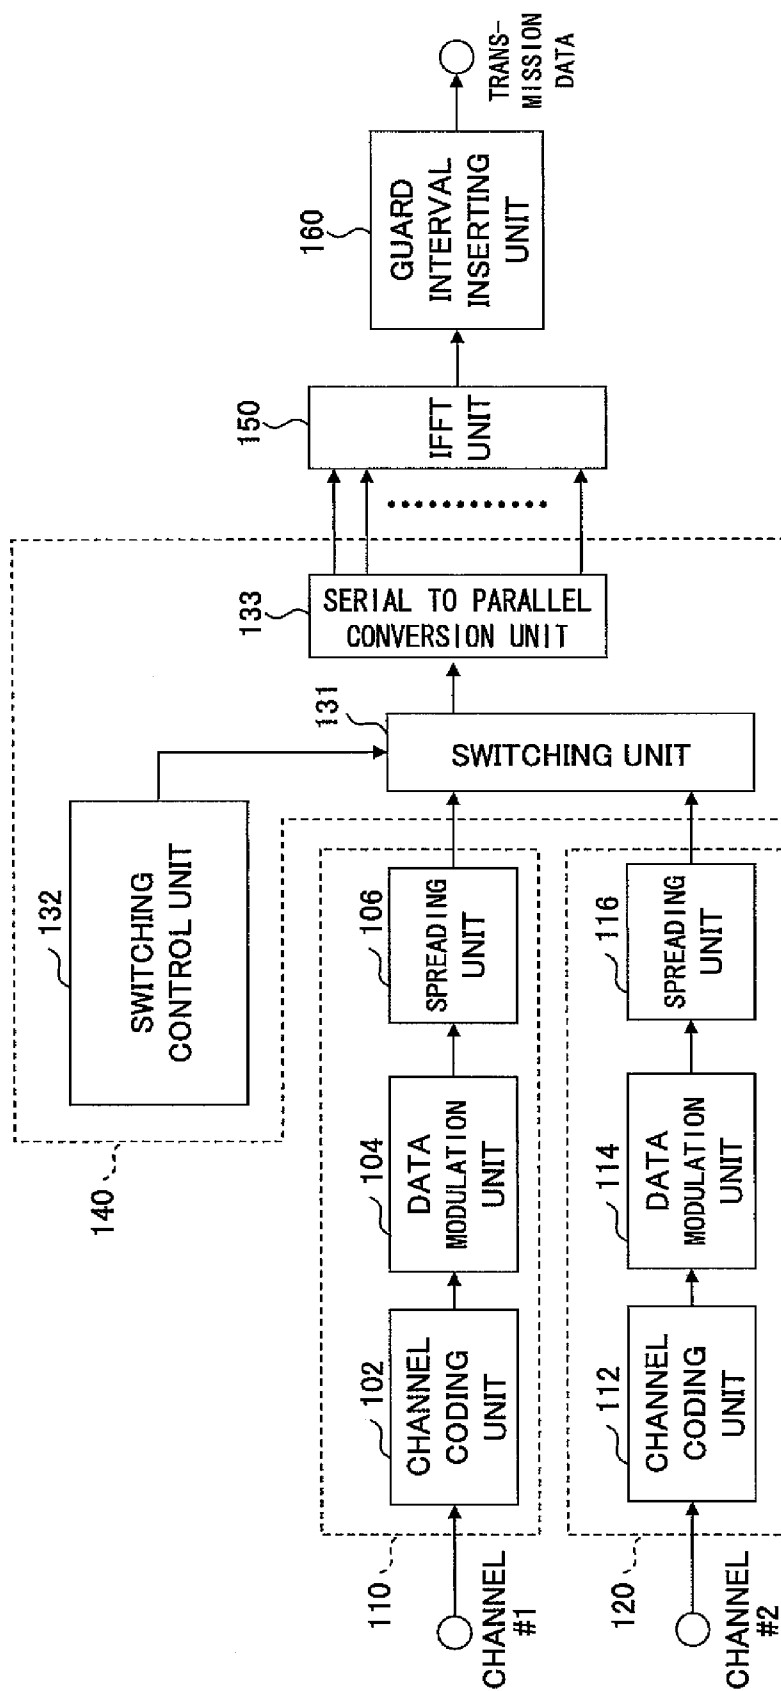 CHANNEL
#1
110
102
CHANNEL
CODING
UNIT
104
DATA
MODULATION
UNIT
106
SPREADING
UNIT
CHANNEL
#2
120
112
CHANNEL
CODING
UNIT
114
DATA
MODULATION
UNIT
116
SPREADING
UNIT
140
132
SWITCHING
CONTROL UNIT
131
SWITCHING UNIT
133
SERIAL TO PARALLEL
CONVERSION UNIT
150
IFFT
UNIT
160
GUARD
INTERVAL
INSERTING
UNIT
TRANS-
MISSION
DATA